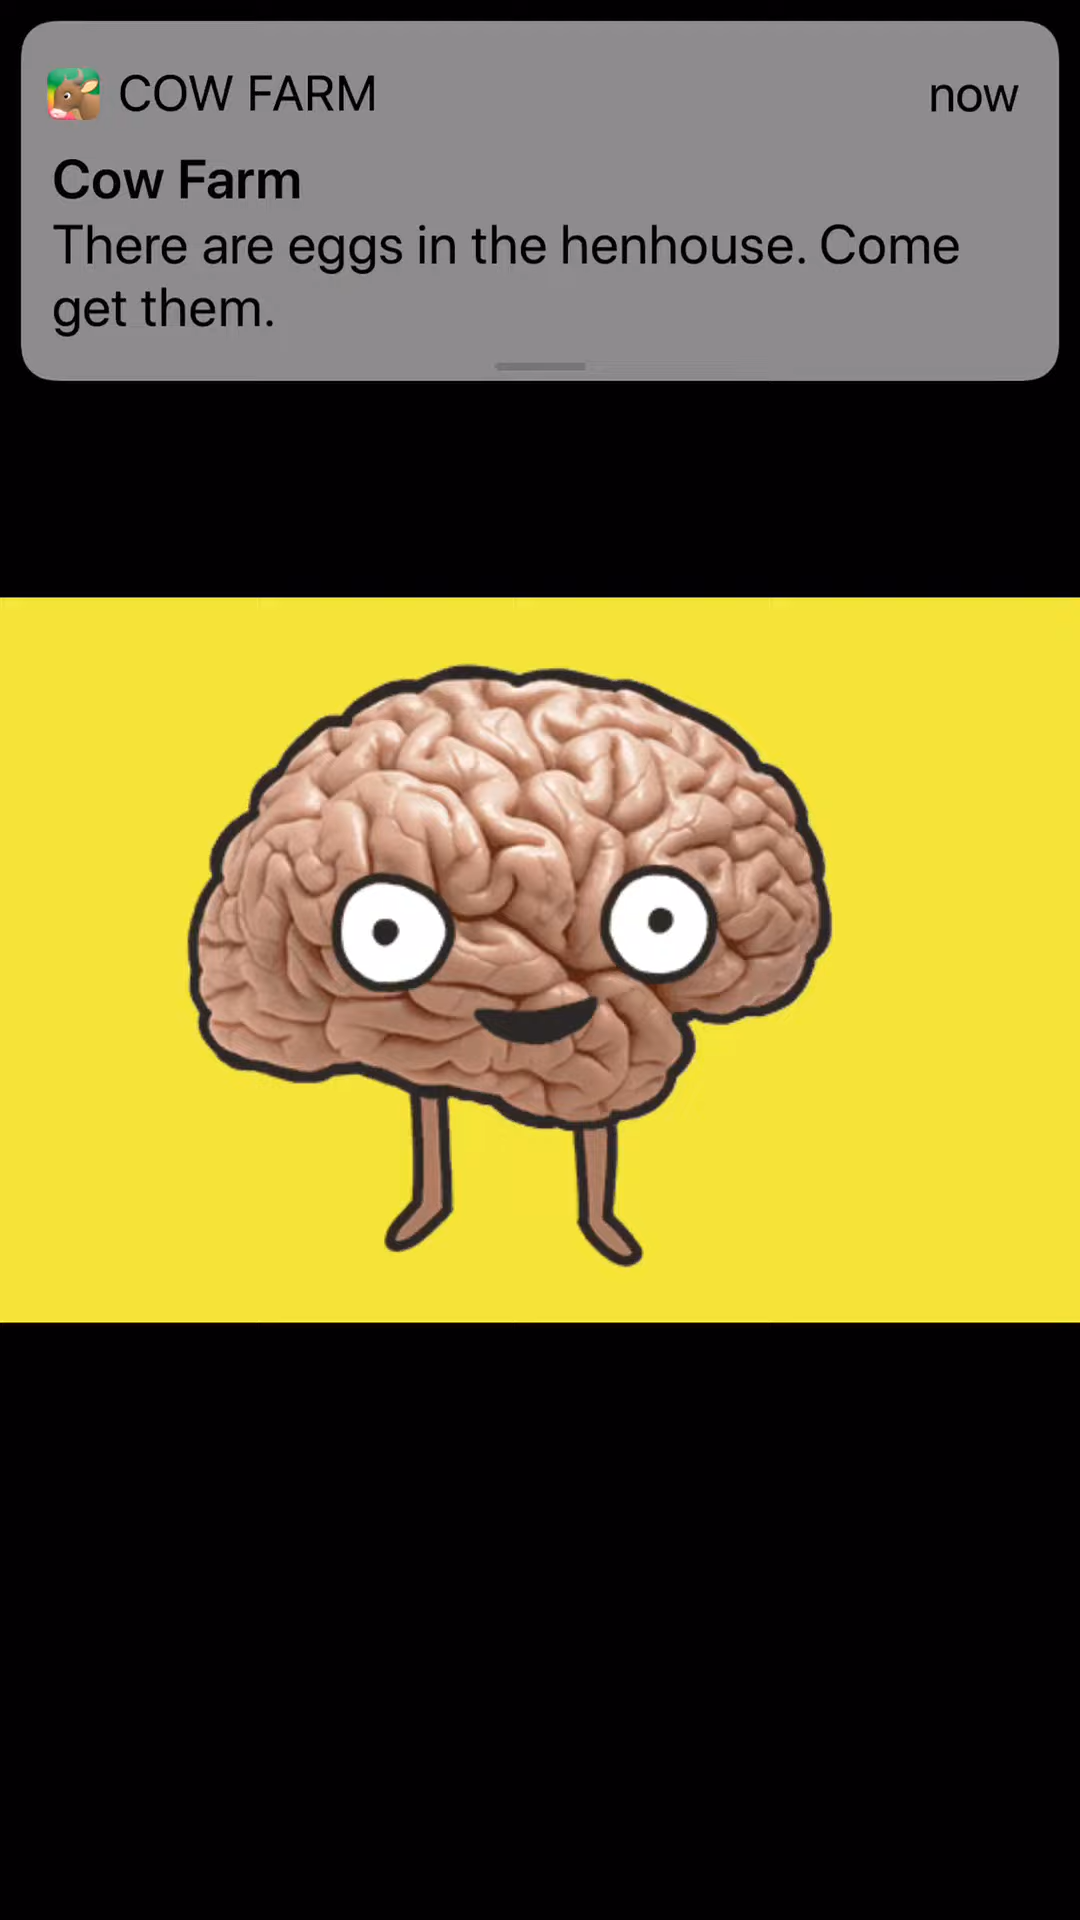 COW FARM now
Cow Farm
There are eggs in the henhouse. Come
get them.